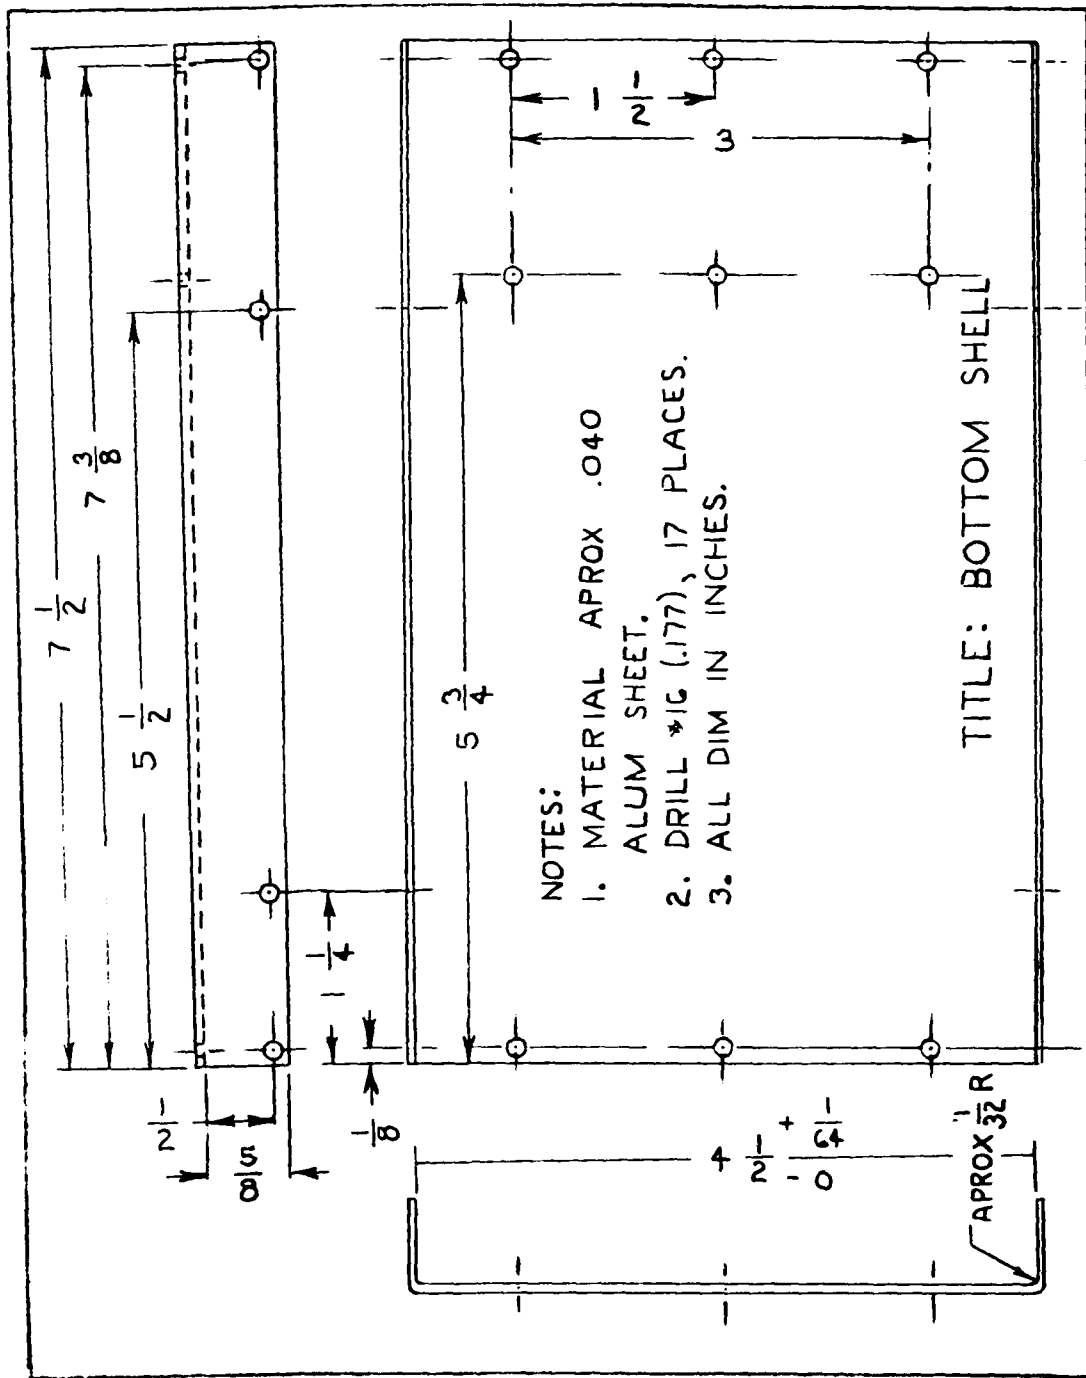 7 1/2
7 3/8
5 1/2
1 1/4
1/8
1/2
5/8
1 1/2
3
5 3/4
NOTES:
1. MATERIAL APROX .040
ALUM SHEET.
2. DRILL #16 (.177), 17 PLACES.
3. ALL DIM IN INCHES.
4 1/2 + 1/64 - 0
APROX 1/32 R
TITLE: BOTTOM SHELL